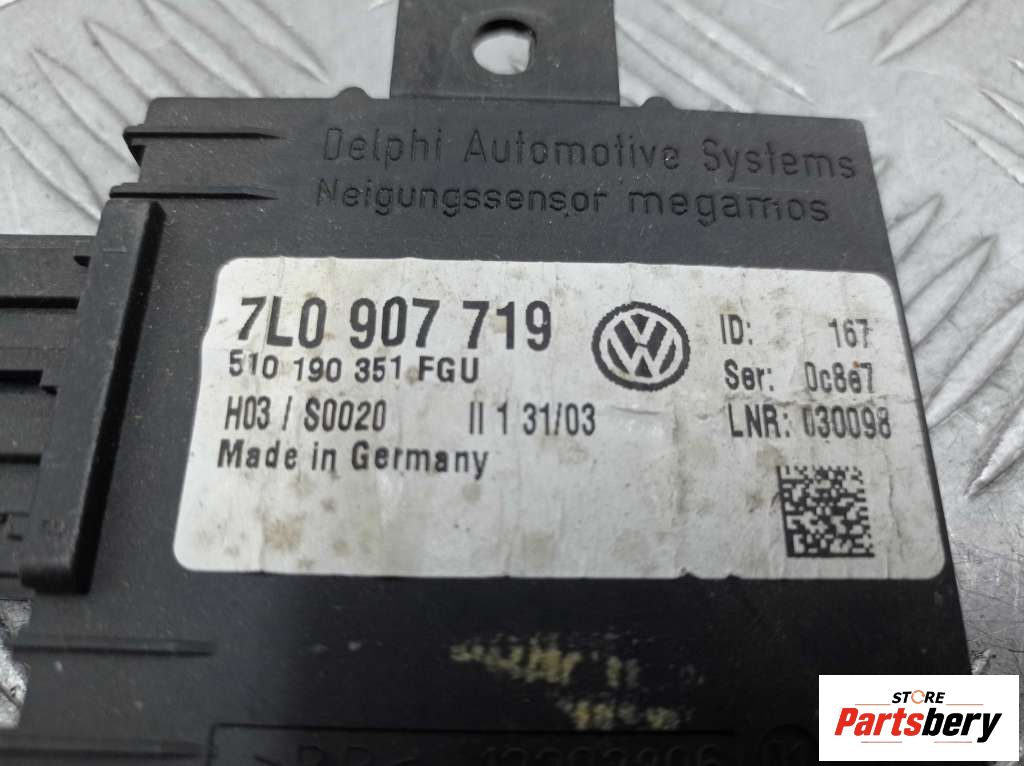 Delphi Automotive Systems
Neigungssensor megamos
7L0 907 719
510 190 351 FGU
H03 / S0020 II 1 31/03
Made in Germany
ID: 167
Ser: 0c8e7
LNR: 030098
STORE
Partsbery